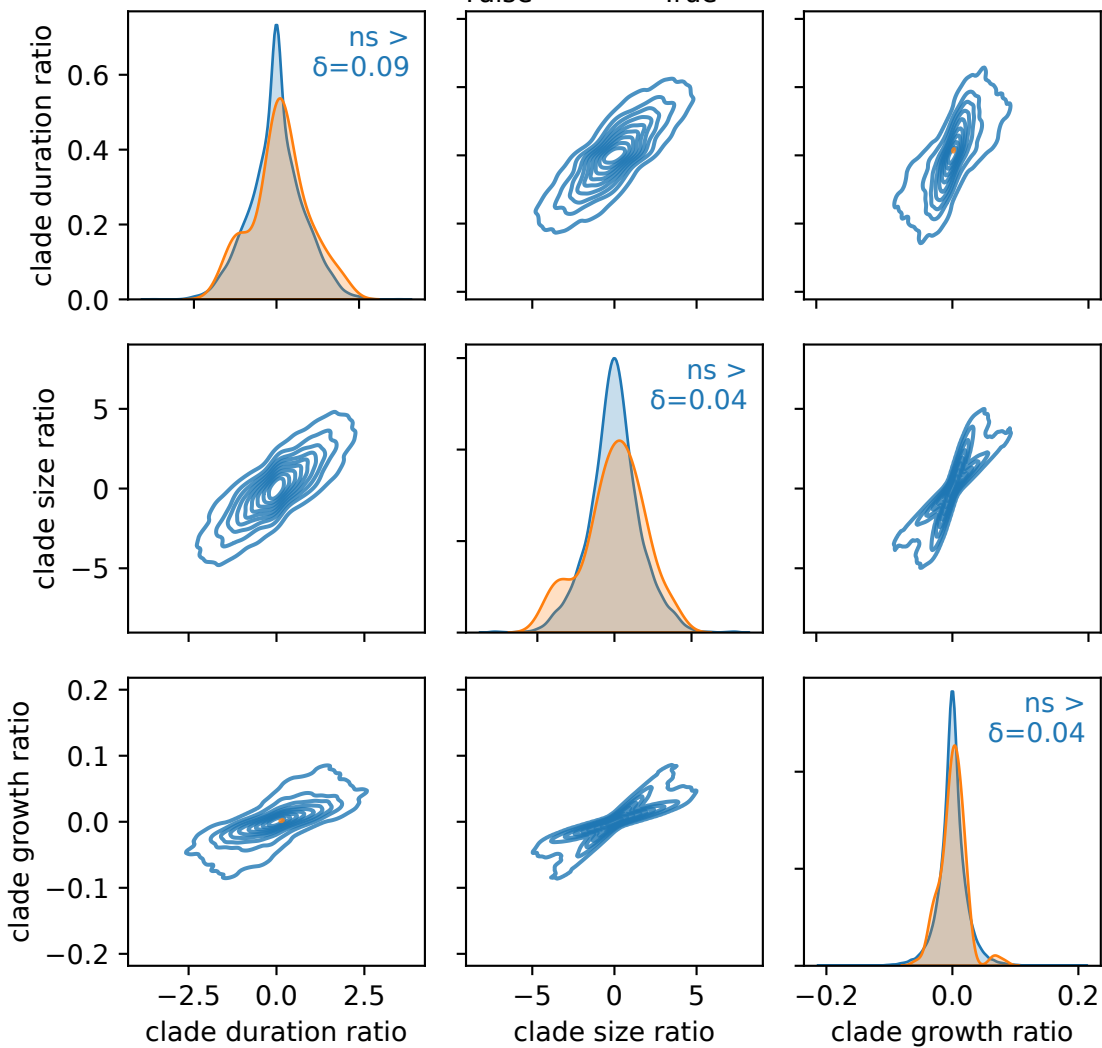 True
clade duration ratio
0.6
0.4
0.2
0.0
ns >
δ=0.09
clade size ratio
5
0
−5
ns >
δ=0.04
clade growth ratio
0.2
0.1
0.0
−0.1
−0.2
ns >
δ=0.04
−2.5 0.0 2.5
−5 0 5
−0.2 0.0 0.2
clade duration ratio
clade size ratio
clade growth ratio